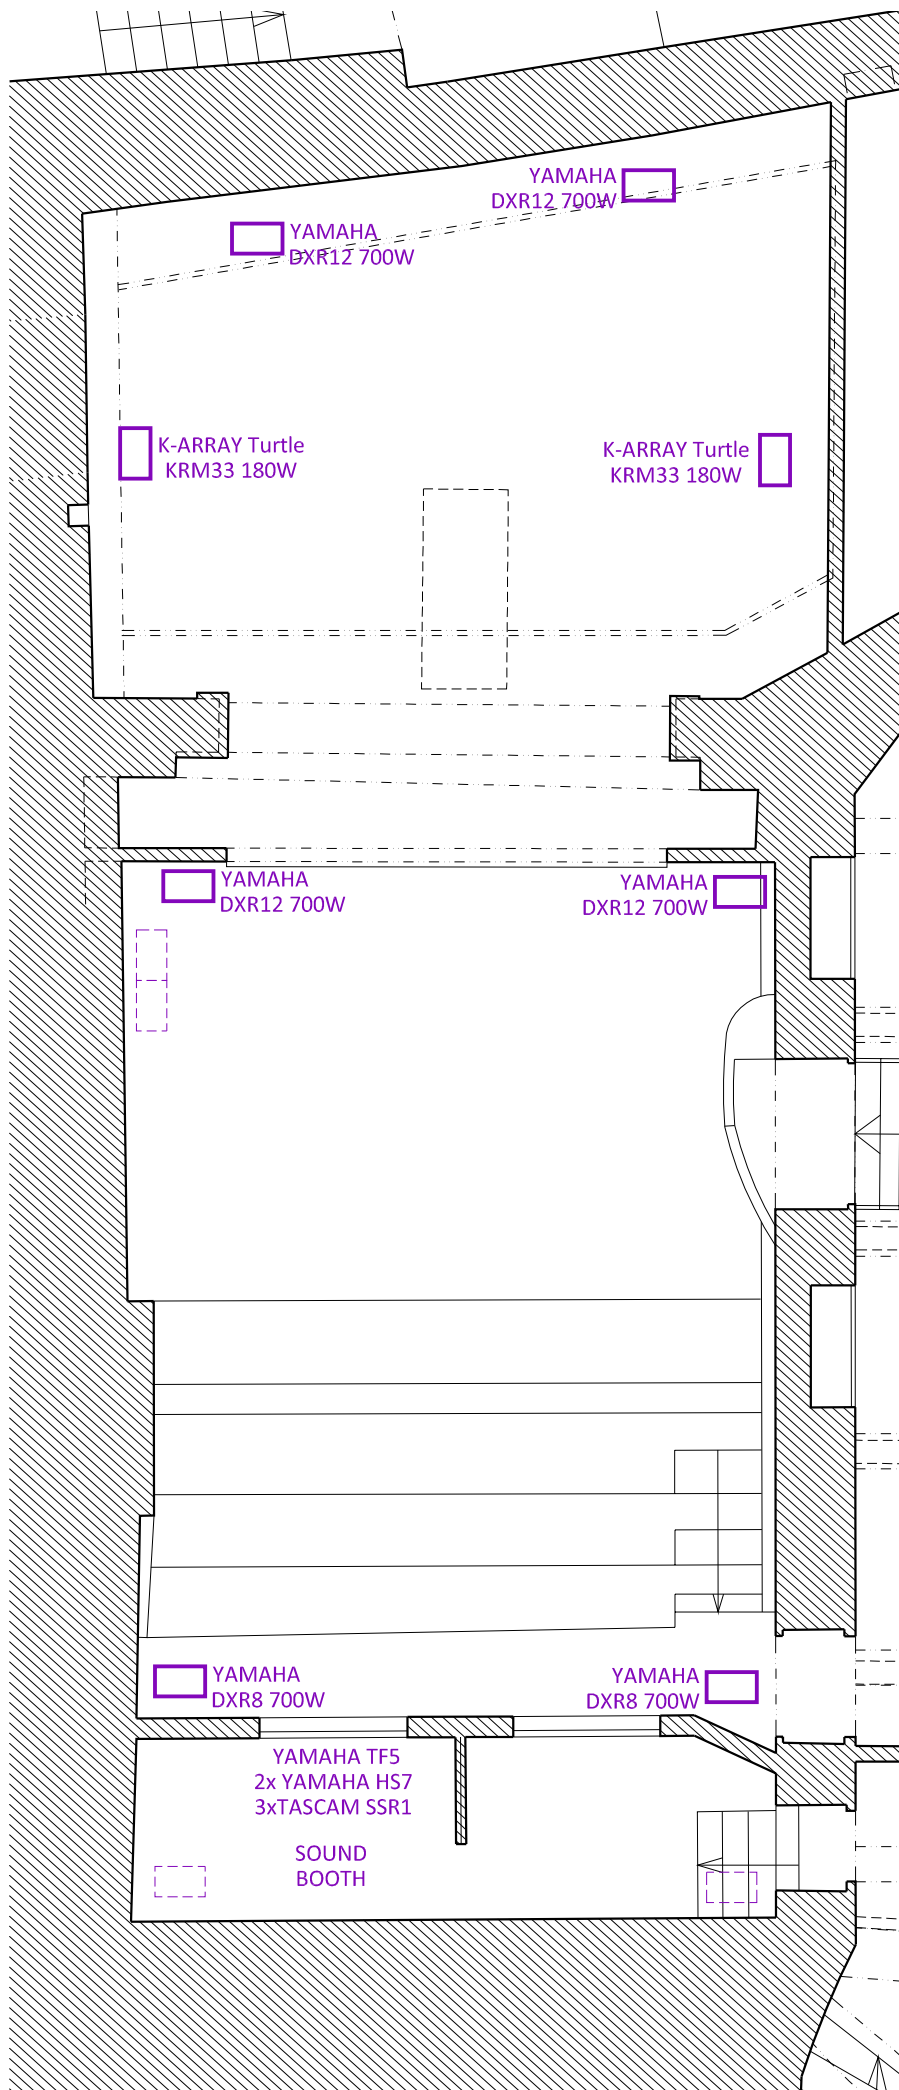 YAMAHA
DXR12 700W
YAMAHA
DXR12 700W
K-ARRAY Turtle
KRM33 180W
K-ARRAY Turtle
KRM33 180W
YAMAHA
DXR12 700W
YAMAHA
DXR12 700W
YAMAHA
DXR8 700W
YAMAHA
DXR8 700W
YAMAHA TF5
2x YAMAHA HS7
3xTASCAM SSR1
SOUND
BOOTH